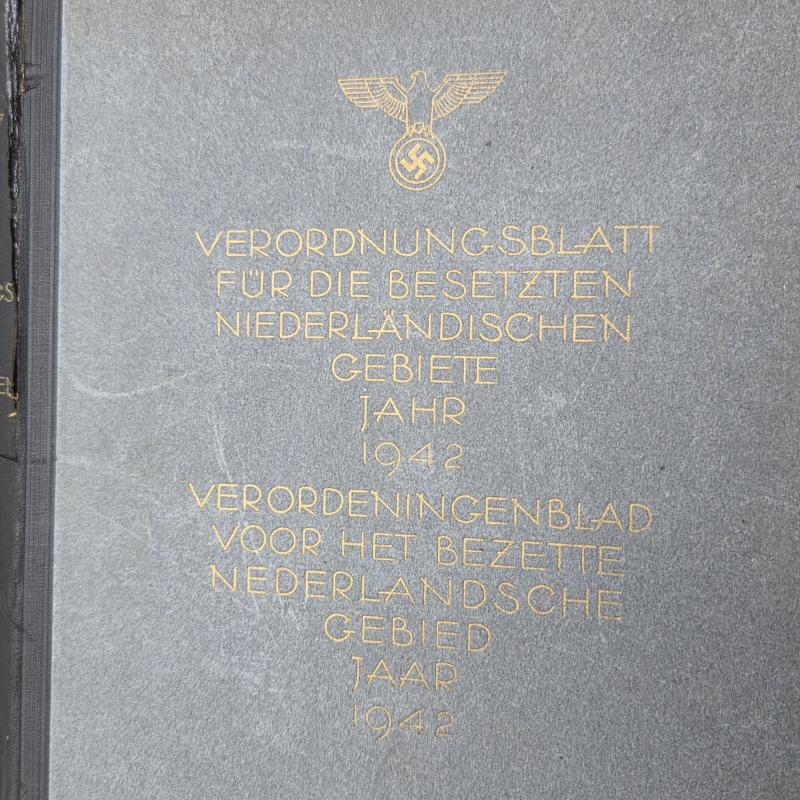 VERORDNUNGSBLATT
FÜR DIE BESETZTEN
NIEDERLÄNDISCHEN
GEBIETE
JAHR
1942
VERORDENINGENBLAD
VOOR HET BEZETTE
NEDERLANDSCHE
GEBIED
JAAR
1942